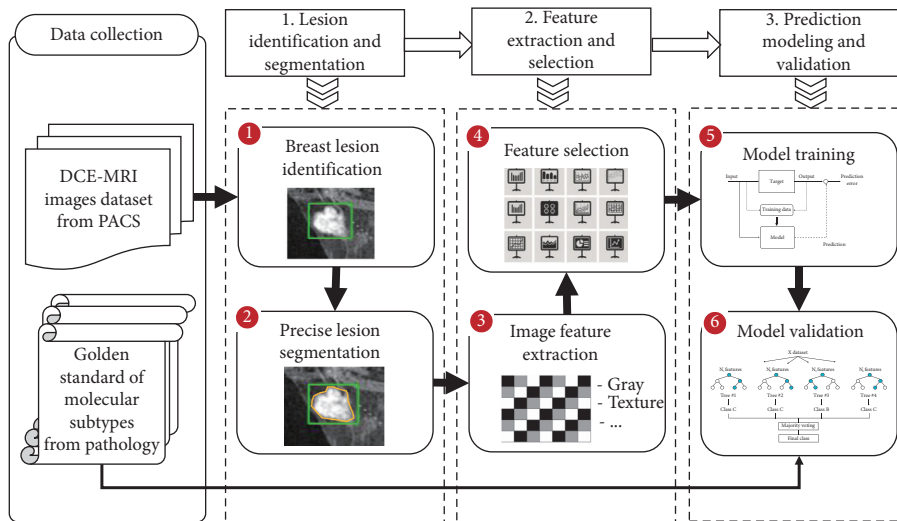 Data collection
DCE-MRI
images dataset
from PACS
Golden
standard of
molecular
subtypes
from pathology
1. Lesion
identification and
segmentation
2. Feature
extraction and
selection
3. Prediction
modeling and
validation
1
Breast lesion
identification
2
Precise lesion
segmentation
4
Feature selection
3
Image feature
extraction
- Gray
- Texture
- ...
5
Model training
Input
Target
Output
Prediction
error
Training data
Model
Prediction
6
Model validation
X dataset
N_features N_features N_features N_features
Tree #1 Tree #2 Tree #3 Tree #4
Class C Class C Class B Class C
Majority voting
Final class